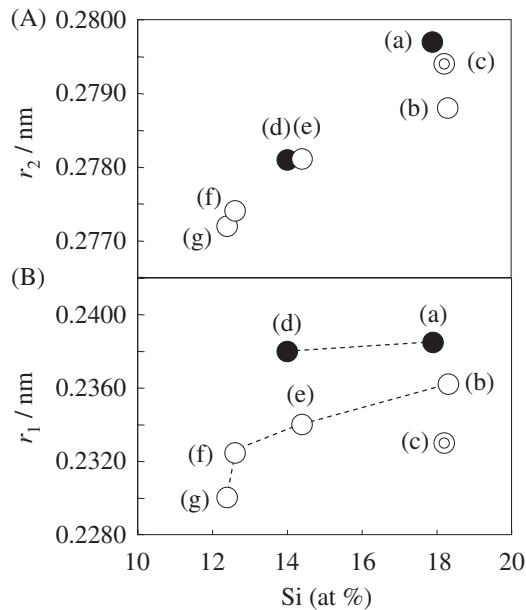 (A)
0.2800
0.2790
0.2780
0.2770
r₂ / nm
(a)
(c)
(b)
(d) (e)
(f)
(g)
(B)
0.2400
0.2360
0.2320
0.2280
r₁ / nm
(d)
(a)
(e)
(b)
(c)
(f)
(g)
10 12 14 16 18 20
Si (at %)